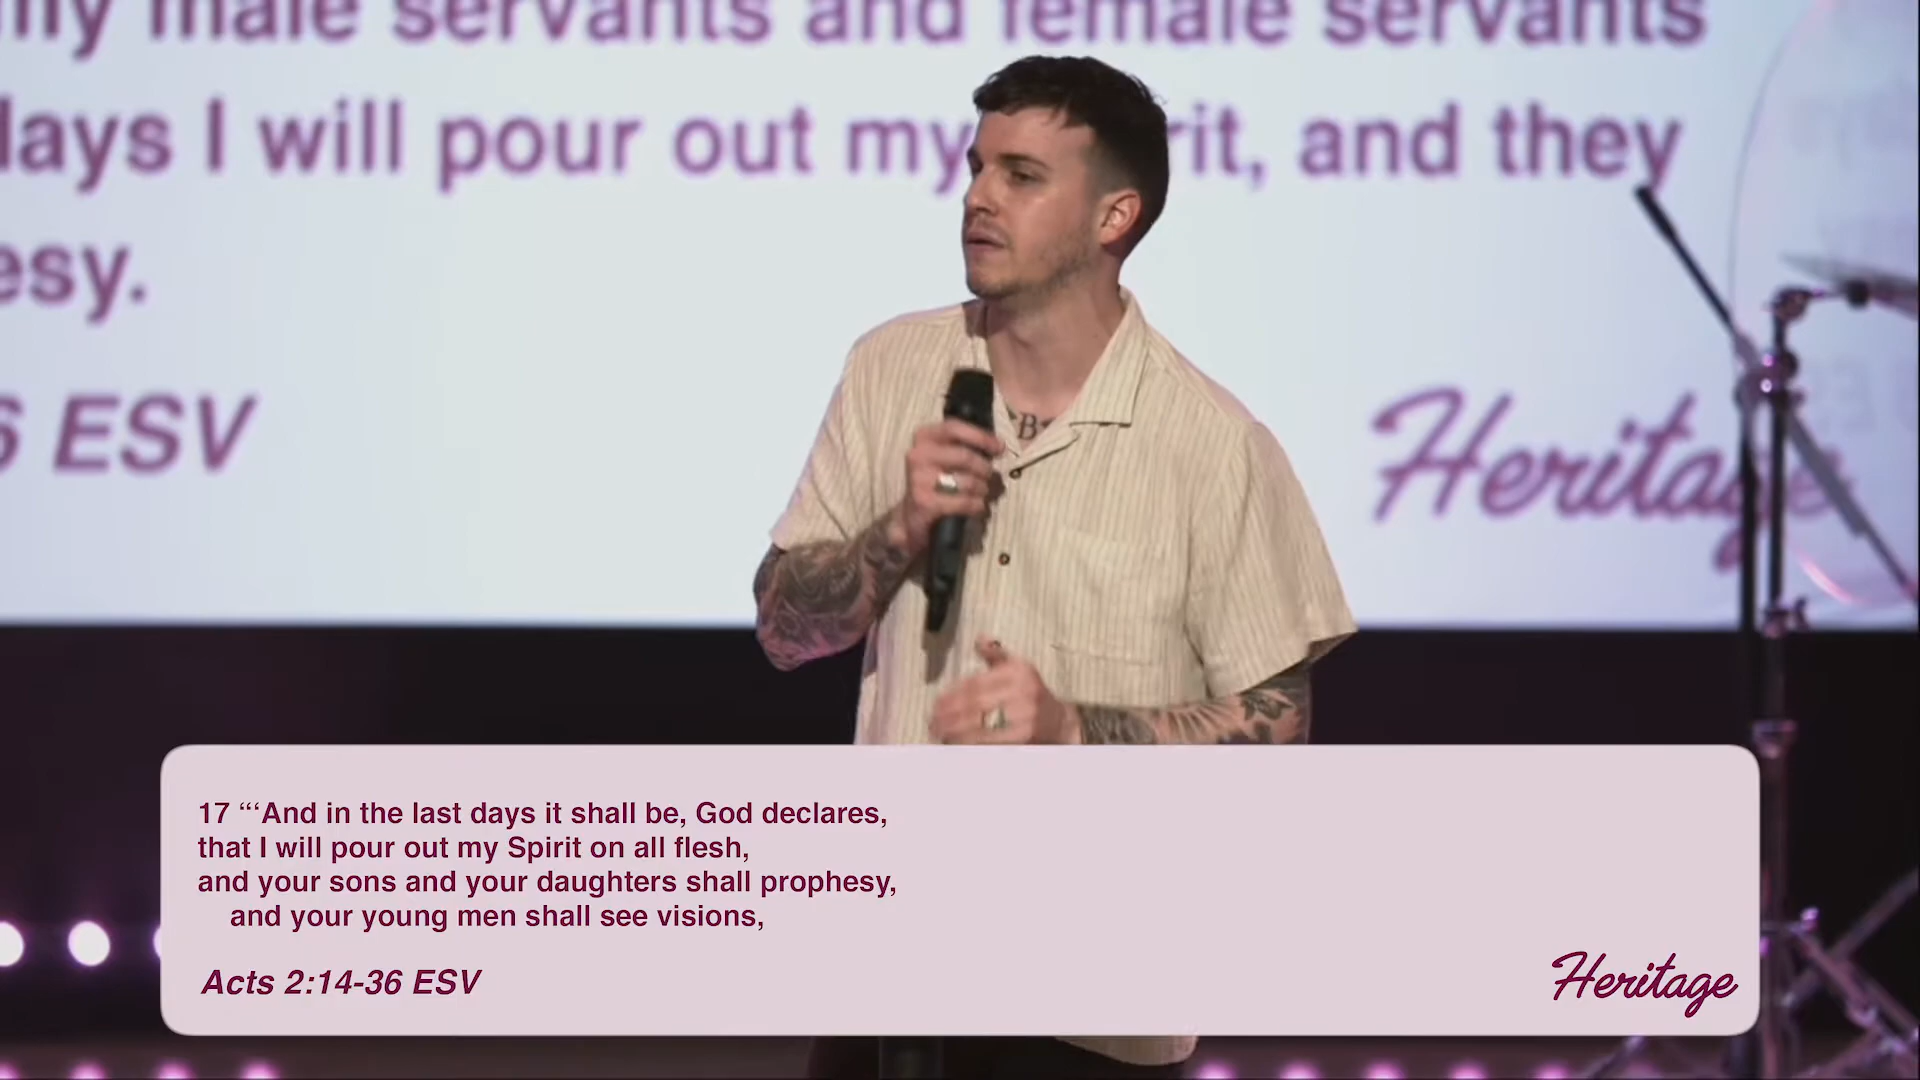 my male servants and female servants
days I will pour out my rit, and they
esy.
6 ESV
Heritage
B
17 “‘And in the last days it shall be, God declares,
that I will pour out my Spirit on all flesh,
and your sons and your daughters shall prophesy,
and your young men shall see visions,
Acts 2:14-36 ESV
Heritage